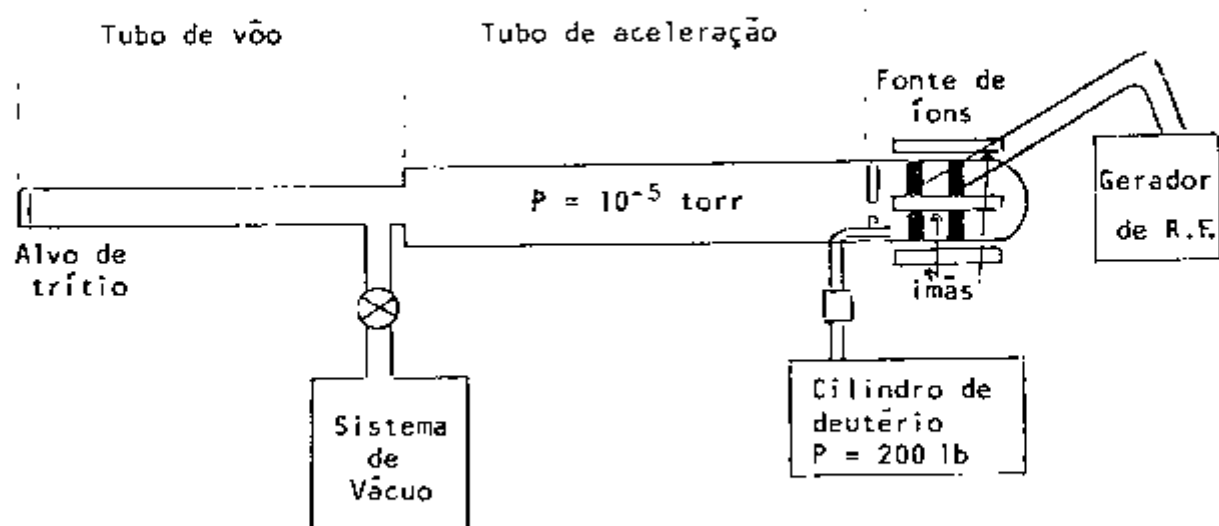 Tubo de vôo
Tubo de aceleração
Fonte de
íons
P = 10⁻⁵ torr
Gerador
de R.F.
Alvo de
trítio
imãs
Sistema
de
Vácuo
Cilindro de
deutério
P = 200 lb